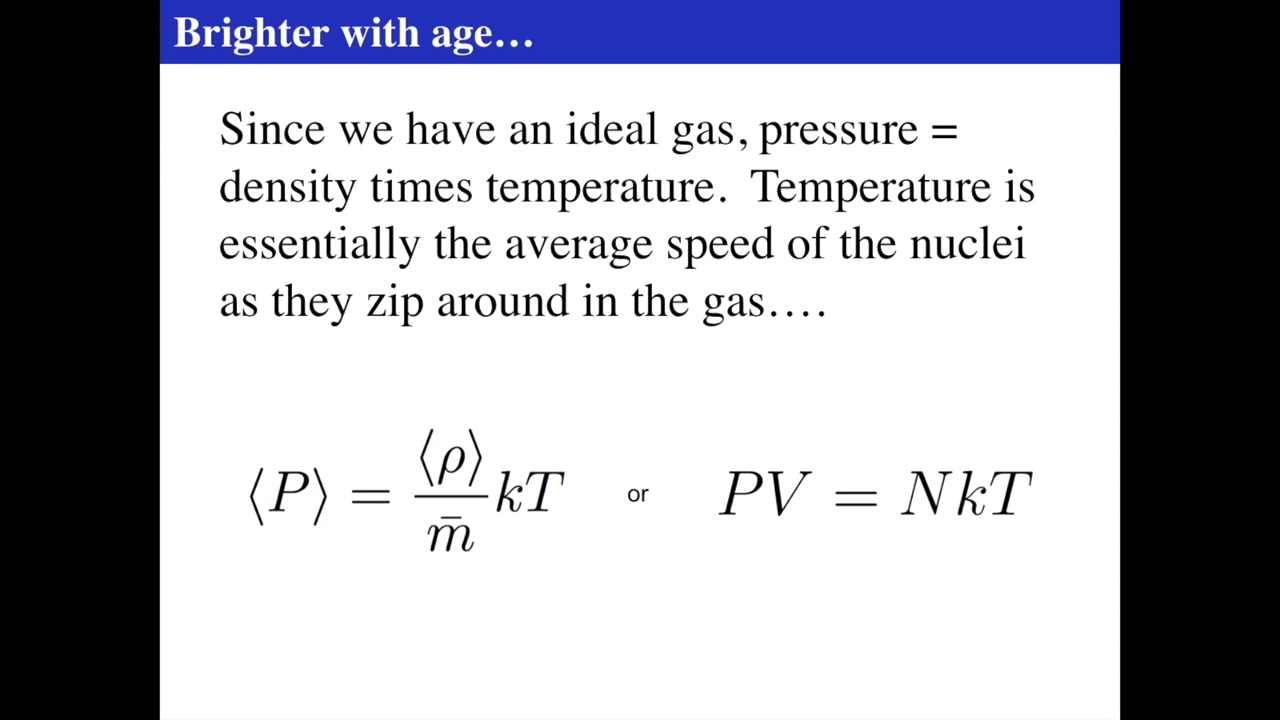 Brighter with age…
Since we have an ideal gas, pressure =
density times temperature.  Temperature is
essentially the average speed of the nuclei
as they zip around in the gas….
⟨P⟩ = ⟨ρ⟩/m̄ kT or PV = NkT